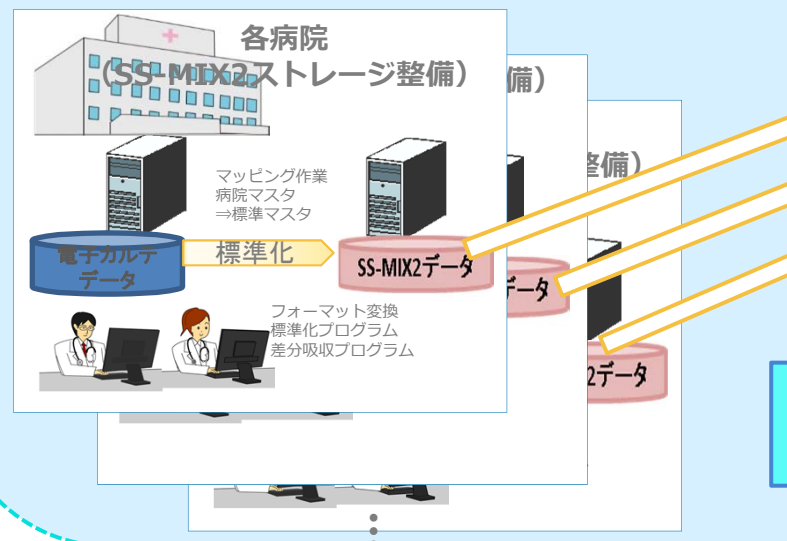 各病院
（SS-MIX2ストレージ整備）
備）
整備）
マッピング作業
病院マスタ
⇒標準マスタ
電子カルテ
データ
標準化
SS-MIX2データ
データ
2データ
フォーマット変換
標準化プログラム
差分吸収プログラム